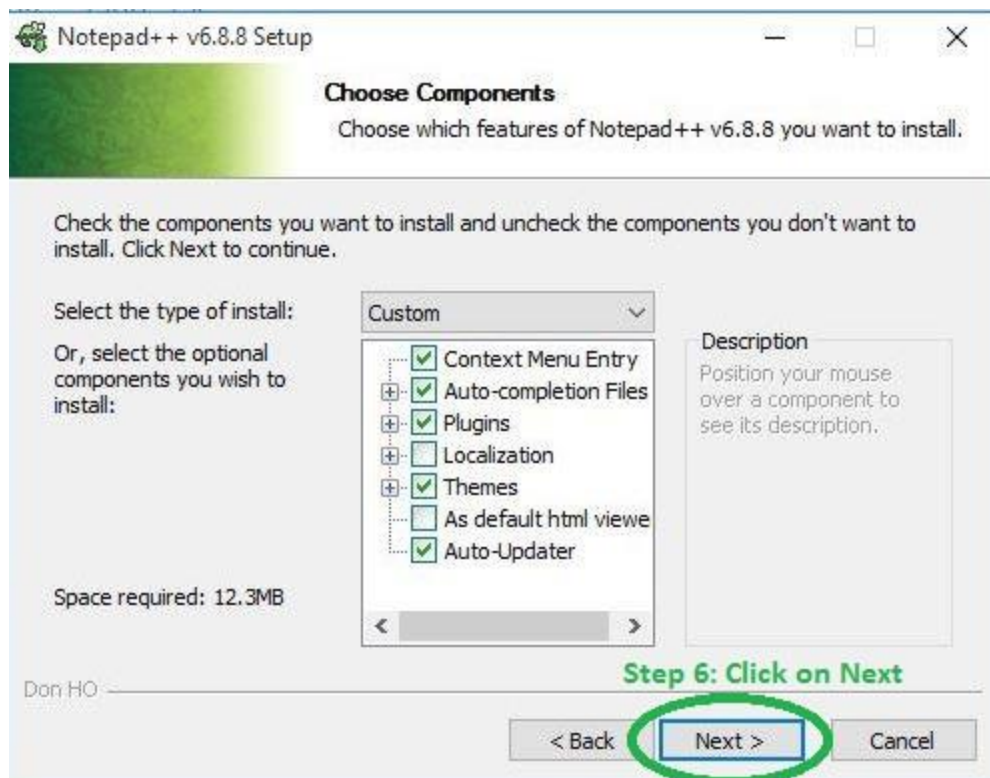 Notepad++ v6.8.8 Setup
Choose Components
Choose which features of Notepad++ v6.8.8 you want to install.
Check the components you want to install and uncheck the components you don't want to
install. Click Next to continue.
Select the type of install:
Custom
Or, select the optional
components you wish to
install:
Context Menu Entry
Auto-completion Files
Plugins
Localization
Themes
As default html viewe
Auto-Updater
Description
Position your mouse
over a component to
see its description.
Space required: 12.3MB
Step 6: Click on Next
Don HO
< Back
Next >
Cancel